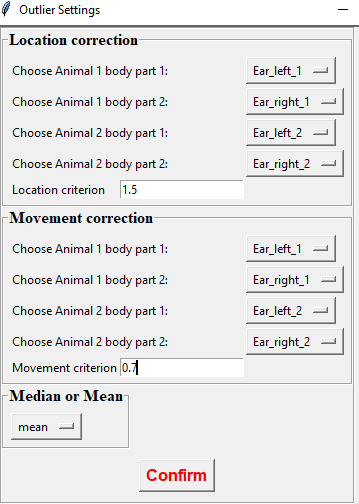 Outlier Settings
Location correction
Choose Animal 1 body part 1: Ear_left_1
Choose Animal 1 body part 2: Ear_right_1
Choose Animal 2 body part 1: Ear_left_2
Choose Animal 2 body part 2: Ear_right_2
Location criterion 1.5
Movement correction
Choose Animal 1 body part 1: Ear_left_1
Choose Animal 1 body part 2: Ear_right_1
Choose Animal 2 body part 1: Ear_left_2
Choose Animal 2 body part 2: Ear_right_2
Movement criterion 0.7
Median or Mean
mean
Confirm